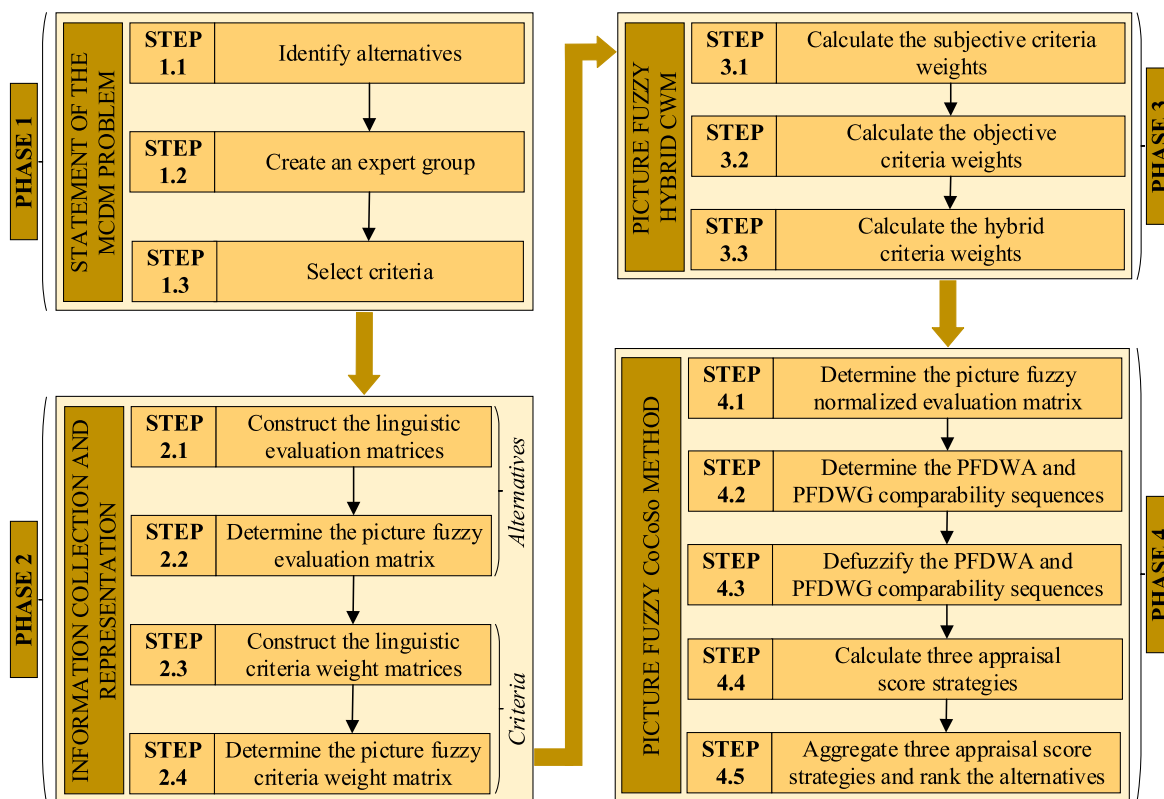 PHASE 1
STATEMENT OF THE
MCDM PROBLEM
STEP
1.1
Identify alternatives
STEP
1.2
Create an expert group
STEP
1.3
Select criteria
PHASE 2
INFORMATION COLLECTION AND
REPRESENTATION
STEP
2.1
Construct the linguistic
evaluation matrices
STEP
2.2
Determine the picture fuzzy
evaluation matrix
Alternatives
STEP
2.3
Construct the linguistic
criteria weight matrices
STEP
2.4
Determine the picture fuzzy
criteria weight matrix
Criteria
PHASE 3
PICTURE FUZZY
HYBRID CWM
STEP
3.1
Calculate the subjective criteria
weights
STEP
3.2
Calculate the objective
criteria weights
STEP
3.3
Calculate the hybrid
criteria weights
PHASE 4
PICTURE FUZZY CoCoSo METHOD
STEP
4.1
Determine the picture fuzzy
normalized evaluation matrix
STEP
4.2
Determine the PFDWA and
PFDWG comparability sequences
STEP
4.3
Defuzzify the PFDWA and
PFDWG comparability sequences
STEP
4.4
Calculate three appraisal
score strategies
STEP
4.5
Aggregate three appraisal score
strategies and rank the alternatives